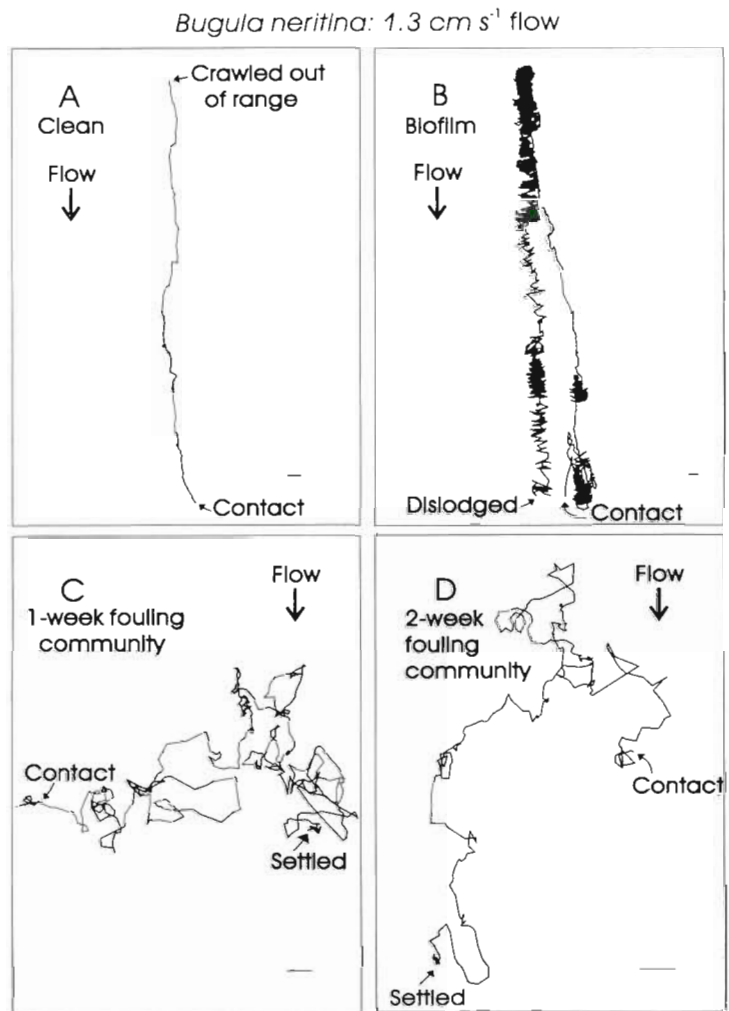 Bugula neritina: 1.3 cm s-1 flow
A
Clean
Flow
Crawled out
of range
Contact
B
Biofilm
Flow
Dislodged
Contact
C
1-week fouling
community
Flow
Contact
Settled
D
2-week
fouling
community
Flow
Contact
Settled